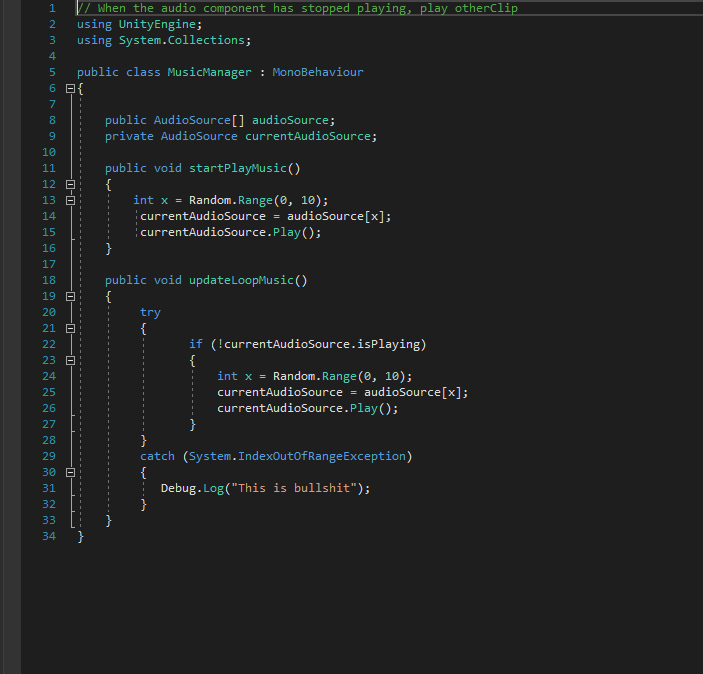 1 // When the audio component has stopped playing, play otherClip
2 using UnityEngine;
3 using System.Collections;
4
5 public class MusicManager : MonoBehaviour
6 {
7
8 public AudioSource[] audioSource;
9 private AudioSource currentAudioSource;
10
11 public void startPlayMusic()
12 {
13 int x = Random.Range(0, 10);
14 currentAudioSource = audioSource[x];
15 currentAudioSource.Play();
16 }
17
18 public void updateLoopMusic()
19 {
20 try
21 {
22 if (!currentAudioSource.isPlaying)
23 {
24 int x = Random.Range(0, 10);
25 currentAudioSource = audioSource[x];
26 currentAudioSource.Play();
27 }
28 }
29 catch (System.IndexOutOfRangeException)
30 {
31 Debug.Log("This is bullshit");
32 }
33 }
34 }